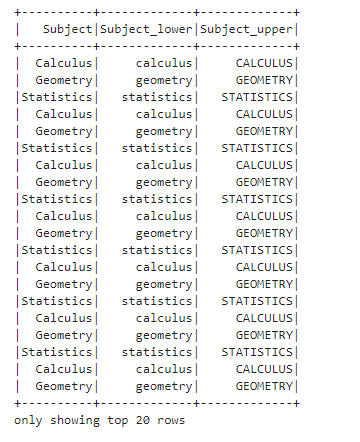 +----------+-------------+-------------+
|   Subject|Subject_lower|Subject_upper|
+----------+-------------+-------------+
|  Calculus|     calculus|     CALCULUS|
|  Geometry|     geometry|     GEOMETRY|
|Statistics|   statistics|   STATISTICS|
|  Calculus|     calculus|     CALCULUS|
|  Geometry|     geometry|     GEOMETRY|
|Statistics|   statistics|   STATISTICS|
|  Calculus|     calculus|     CALCULUS|
|  Geometry|     geometry|     GEOMETRY|
|Statistics|   statistics|   STATISTICS|
|  Calculus|     calculus|     CALCULUS|
|  Geometry|     geometry|     GEOMETRY|
|Statistics|   statistics|   STATISTICS|
|  Calculus|     calculus|     CALCULUS|
|  Geometry|     geometry|     GEOMETRY|
|Statistics|   statistics|   STATISTICS|
|  Calculus|     calculus|     CALCULUS|
|  Geometry|     geometry|     GEOMETRY|
|Statistics|   statistics|   STATISTICS|
|  Calculus|     calculus|     CALCULUS|
|  Geometry|     geometry|     GEOMETRY|
+----------+-------------+-------------+
only showing top 20 rows